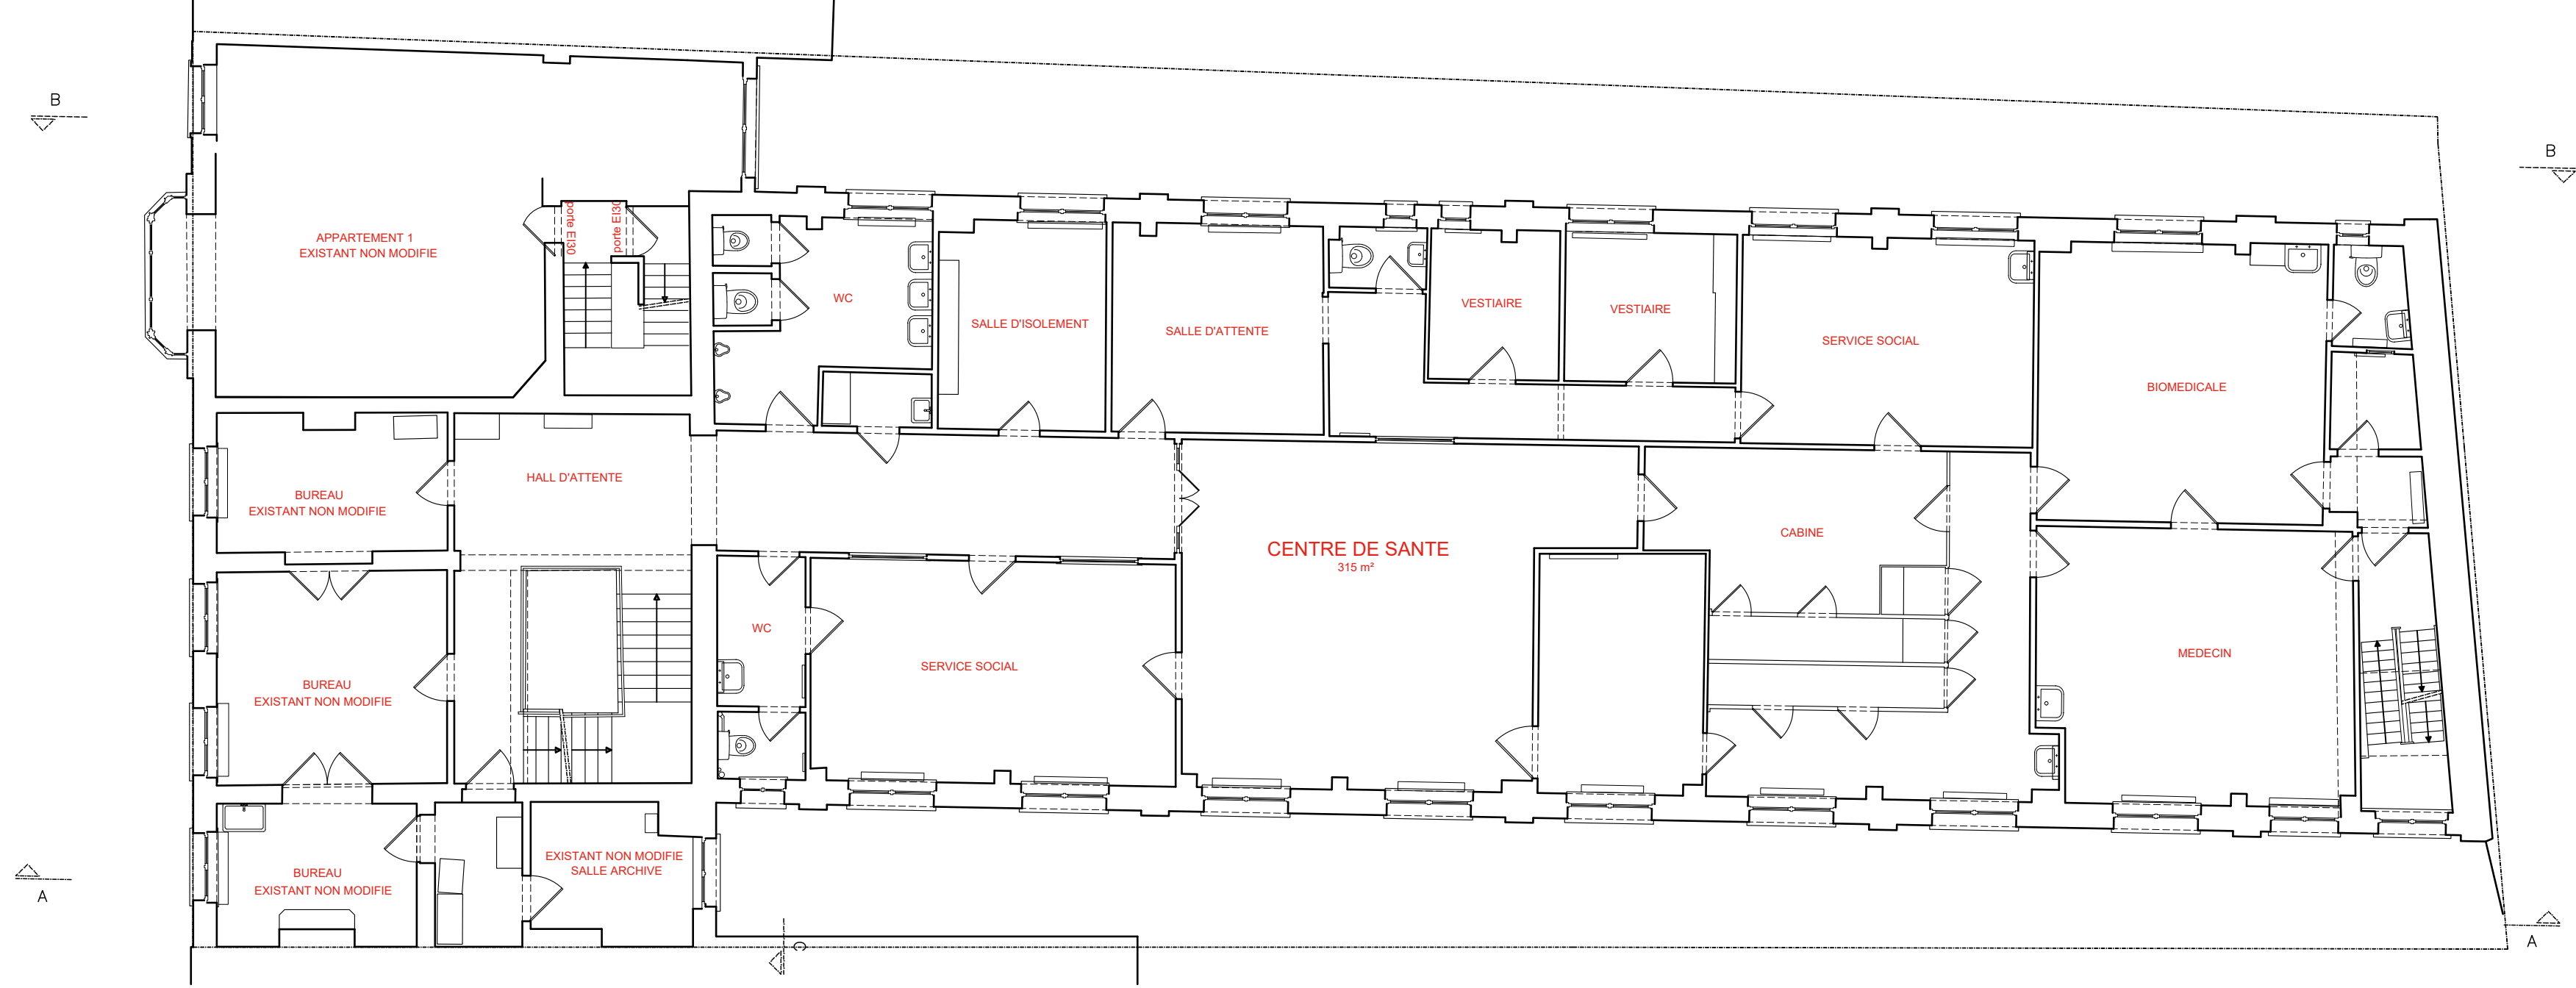 B
B
porte EI30
porte EI30
APPARTEMENT 1
EXISTANT NON MODIFIE
WC
SALLE D'ISOLEMENT
SALLE D'ATTENTE
VESTIAIRE
VESTIAIRE
SERVICE SOCIAL
BIOMEDICALE
HALL D'ATTENTE
BUREAU
EXISTANT NON MODIFIE
CENTRE DE SANTE
315 m²
CABINE
WC
SERVICE SOCIAL
MEDECIN
BUREAU
EXISTANT NON MODIFIE
EXISTANT NON MODIFIE
SALLE ARCHIVE
BUREAU
EXISTANT NON MODIFIE
A
C
A